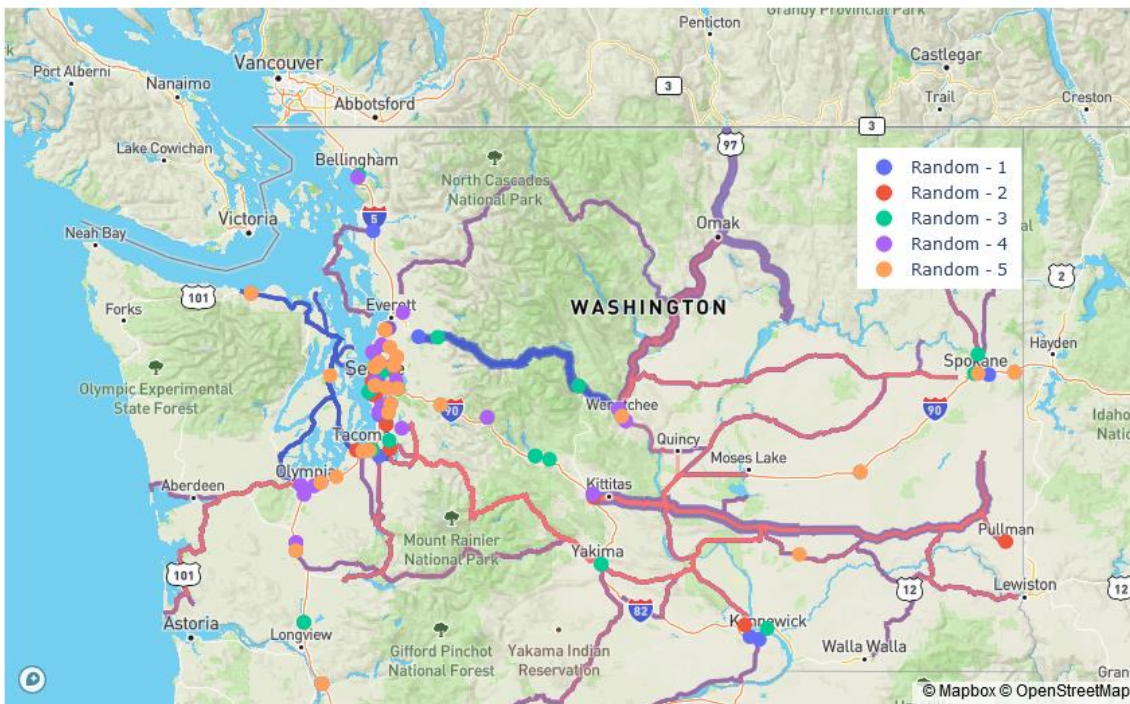 Granby Provincial Park
Penticton
Vancouver
Castlegar
Port Alberni
Nanaimo
3
Abbotsford
Trail
Creston
3
Lake Cowichan
97
Bellingham
North Cascades
National Park
Random - 1
Random - 2
Random - 3
Random - 4
Random - 5
5
Victoria
Omak
Neah Bay
2
101
Everett
WASHINGTON
Forks
Spokane
Hayden
Olympic Experimental
State Forest
90
90
Idaho
Quincy
Tacoma
Moses Lake
Olympia
Aberdeen
Kittitas
Mount Rainier
National Park
Pullman
Yakima
101
12
Lewiston
12
82
Astoria
Longview
Gifford Pinchot
National Forest
Yakama Indian
Reservation
Walla Walla
© Mapbox © OpenStreetMap